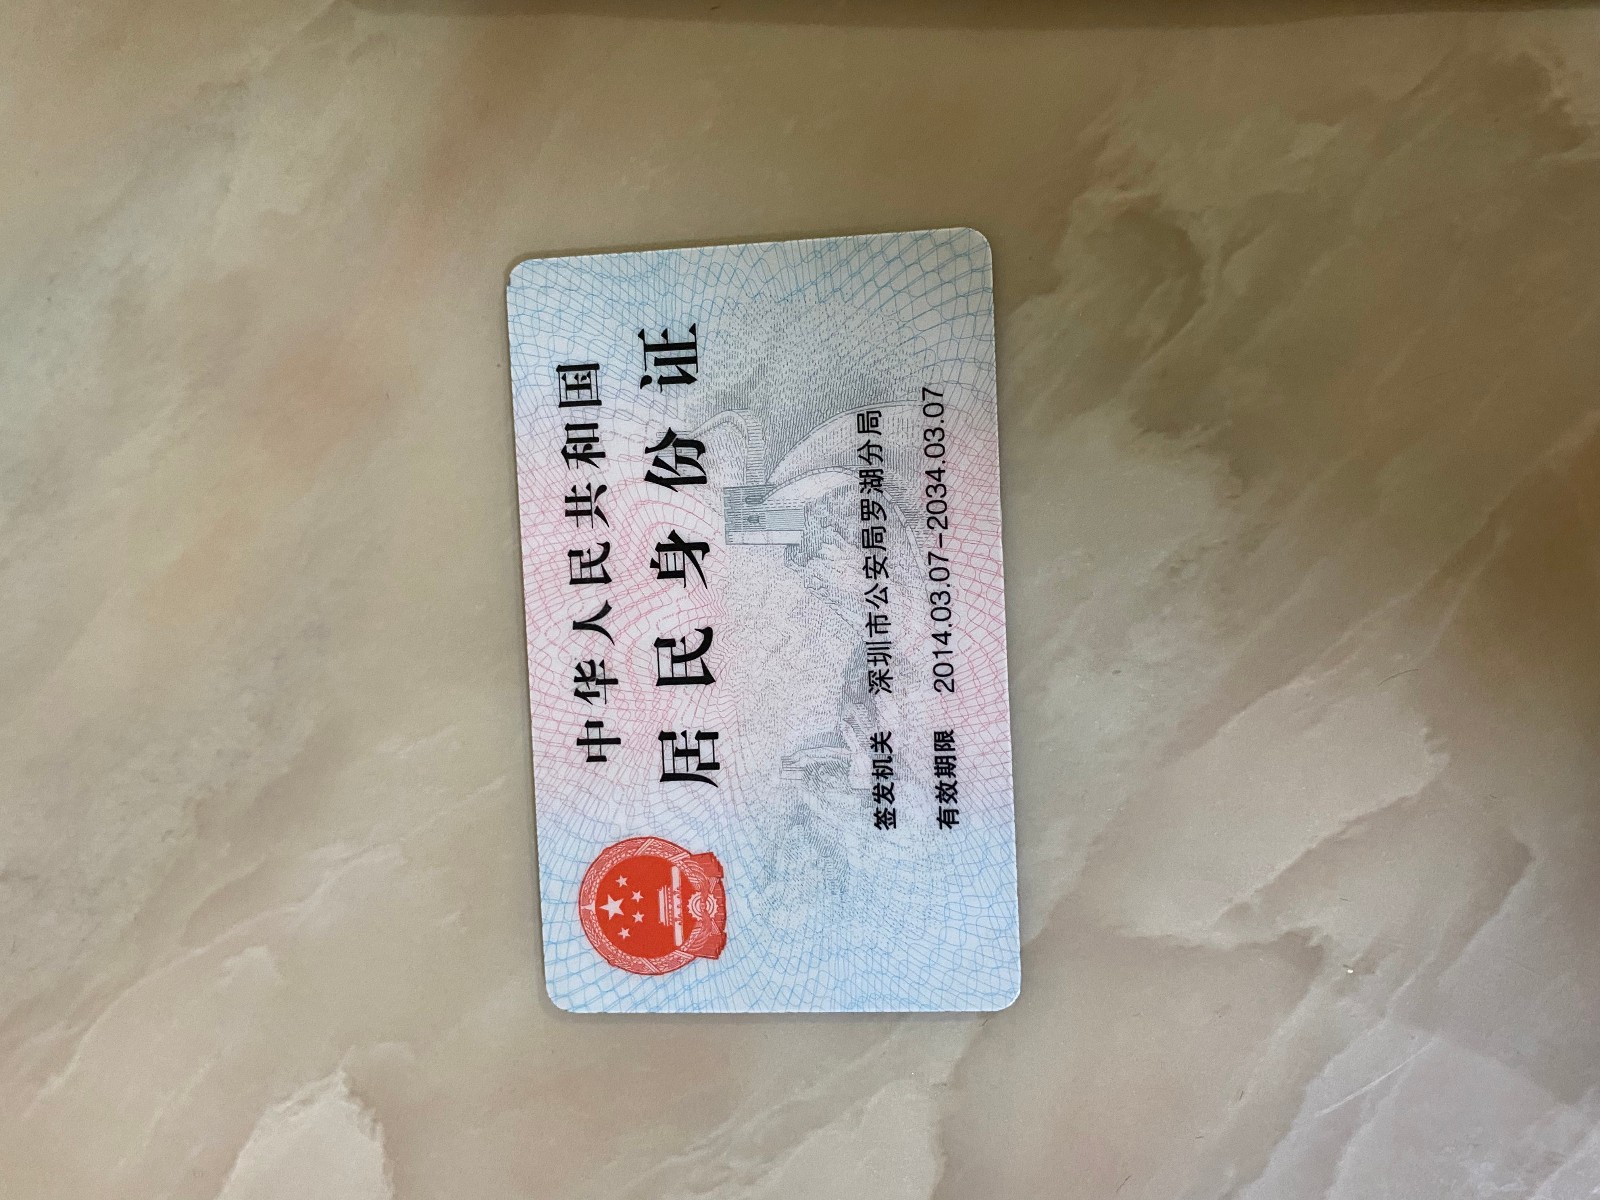 中华人民共和国
居民身份证
签发机关 深圳市公安局罗湖分局
有效期限 2014.03.07-2034.03.07